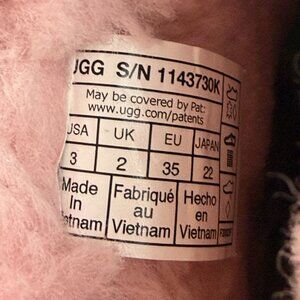 UGG S/N 1143730K
May be covered by Pat:
www.ugg.com/patents
USA UK EU JAPAN
3 2 35 22
Made Fabriqué Hecho
In au en
Vietnam Vietnam Vietnam